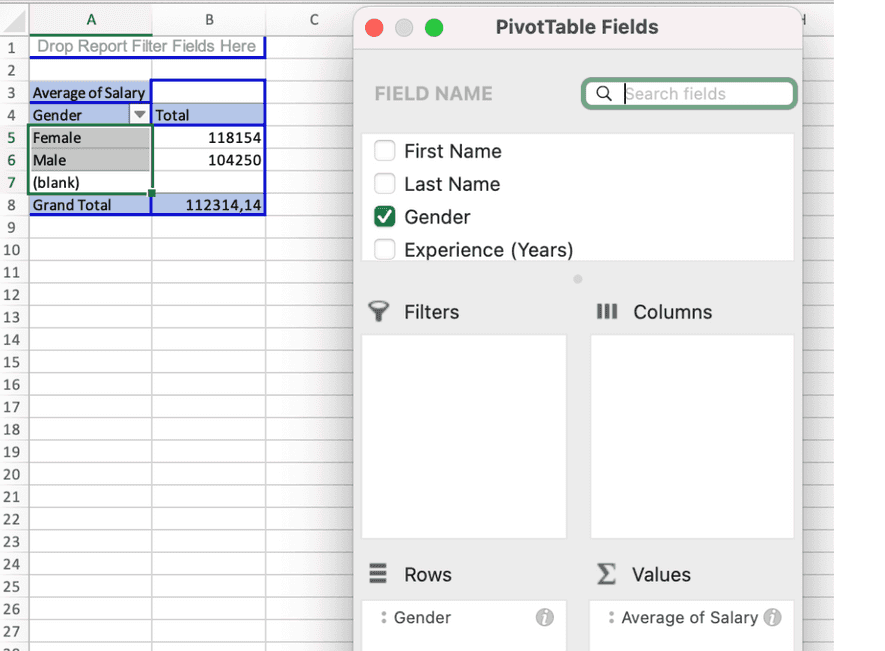 A B C H
PivotTable Fields
1 Drop Report Filter Fields Here
2
3 Average of Salary
FIELD NAME Search fields
4 Gender Total
5 Female 118154
6 Male 104250
7 (blank)
8 Grand Total 112314,14
9
10
11
12
13
14
15
16
17
18
19
20
21
22
23
24
25
26
27
First Name
Last Name
Gender
Experience (Years)
Filters Columns
Rows Values
Gender Average of Salary